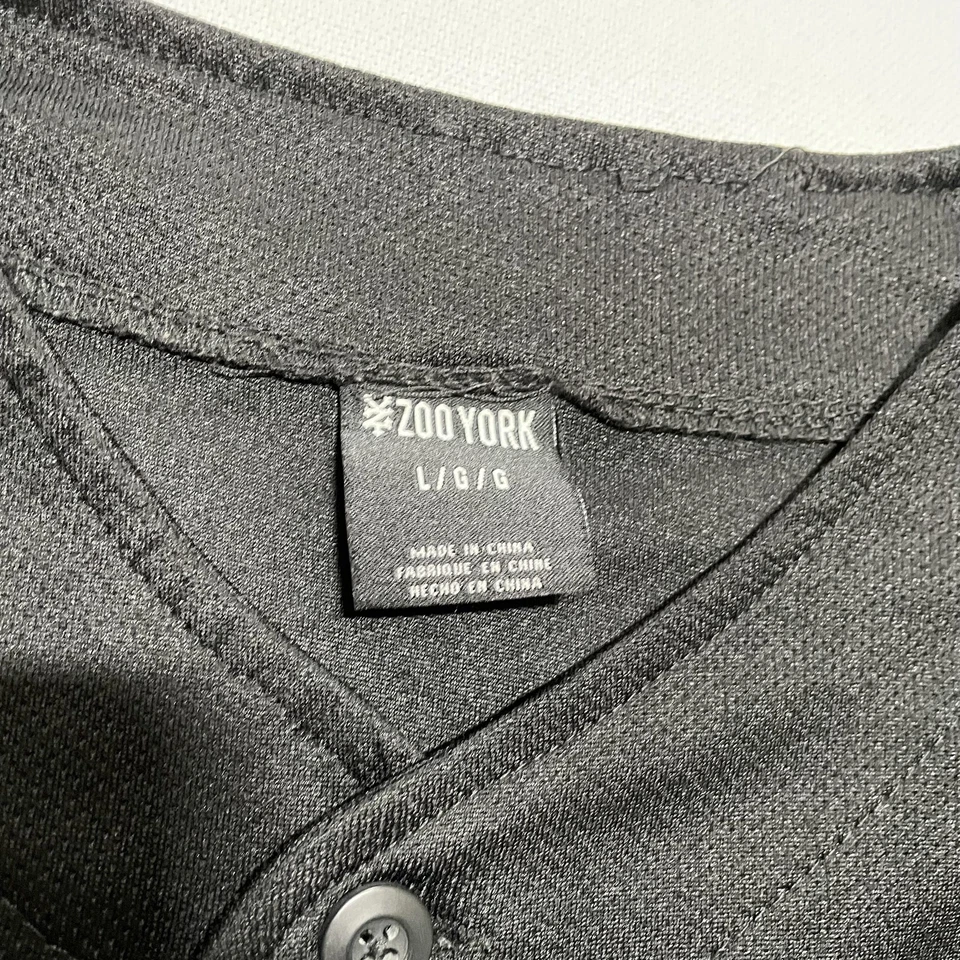 ZOO YORK
L/G/G
MADE IN CHINA
FABRIQUE EN CHINE
HECHO EN CHINA